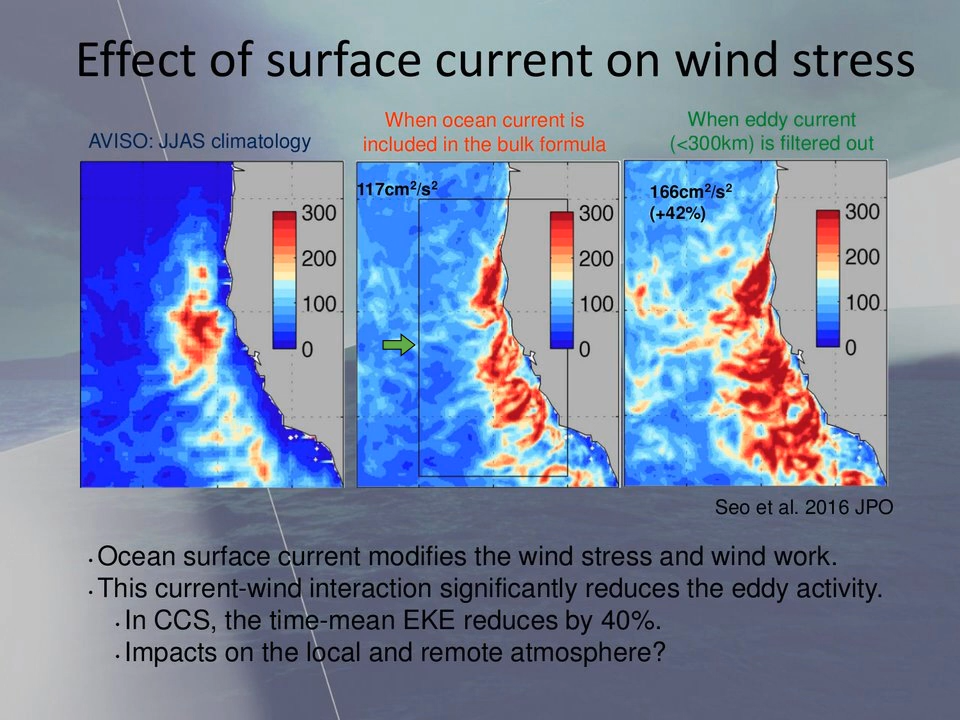 Effect of surface current on wind stress
AVISO: JJAS climatology
When ocean current is
included in the bulk formula
When eddy current
(<300km) is filtered out
300
200
100
0
117cm²/s²
300
200
100
0
166cm²/s²
(+42%)
300
200
100
0
Seo et al. 2016 JPO
• Ocean surface current modifies the wind stress and wind work.
• This current-wind interaction significantly reduces the eddy activity.
• In CCS, the time-mean EKE reduces by 40%.
• Impacts on the local and remote atmosphere?